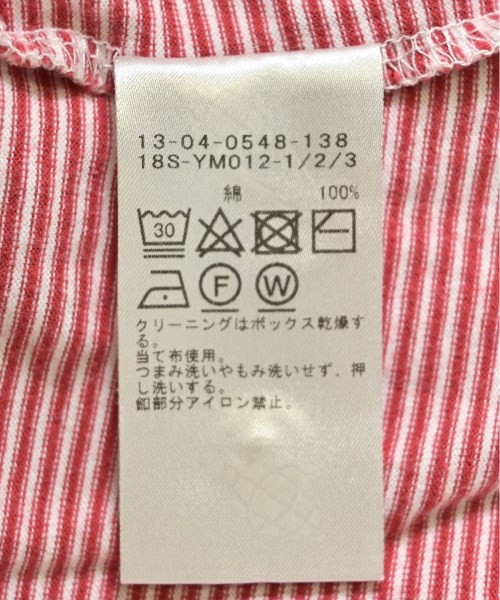 13-04-0548-138
18S-YM012-1/2/3
綿 100%
30
F W
クリーニングはボックス乾燥す
る。
当て布使用。
つまみ洗いやもみ洗いせず、押
し洗いする。
釦部分アイロン禁止。